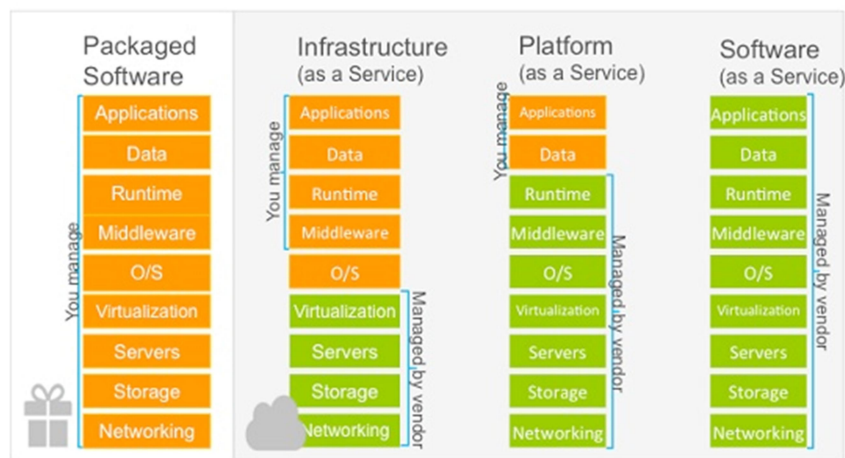 Packaged
Software
Applications
Data
Runtime
Middleware
O/S
Virtualization
Servers
Storage
Networking
You manage
Infrastructure
(as a Service)
Applications
Data
Runtime
Middleware
O/S
Virtualization
Servers
Storage
Networking
You manage
Managed by vendor
Platform
(as a Service)
Applications
Data
Runtime
Middleware
O/S
Virtualization
Servers
Storage
Networking
You manage
Managed by vendor
Software
(as a Service)
Applications
Data
Runtime
Middleware
O/S
Virtualization
Servers
Storage
Networking
Managed by vendor